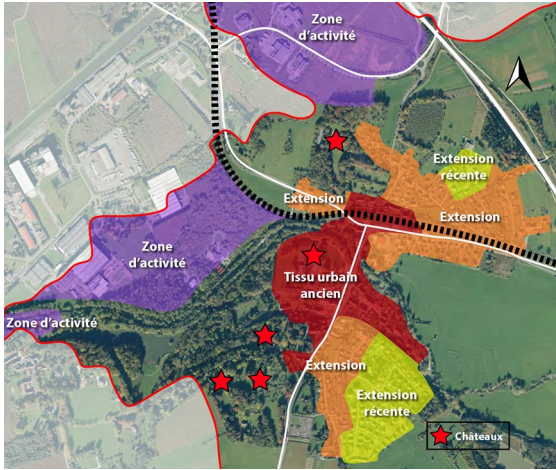 Zone
d'activité
Extension
récente
Extension
Extension
Zone
d'activité
Tissu urbain
ancien
Zone d'activité
Extension
Extension
récente
Châteaux